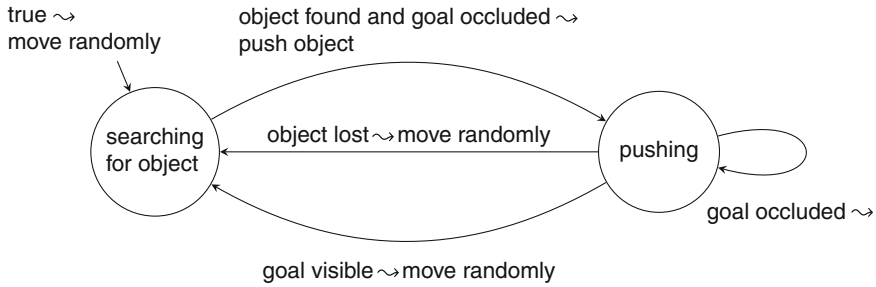 true ⤳
move randomly
object found and goal occluded ⤳
push object
searching
for object
object lost ⤳ move randomly
pushing
goal occluded ⤳
goal visible ⤳ move randomly